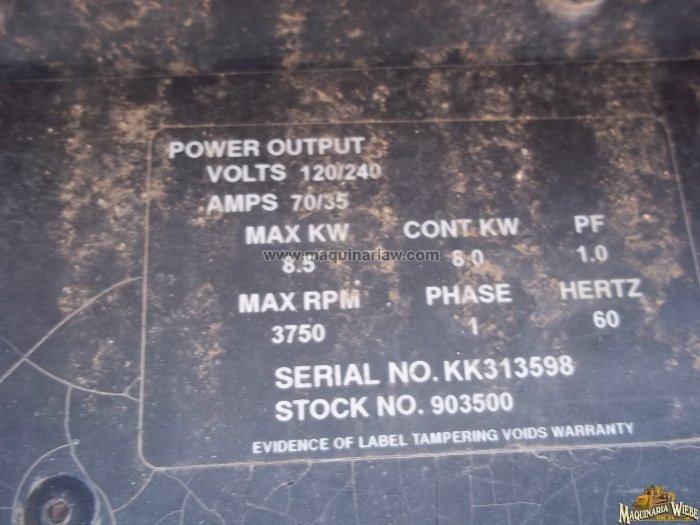 POWER OUTPUT
VOLTS 120/240
AMPS 70/35
MAX KW CONT KW PF
8.5 8.0 1.0
www.maquinariaw.com
MAX RPM PHASE HERTZ
3750 1 60
SERIAL NO. KK313598
STOCK NO. 903500
EVIDENCE OF LABEL TAMPERING VOIDS WARRANTY
MAQUINARIA WIEBE